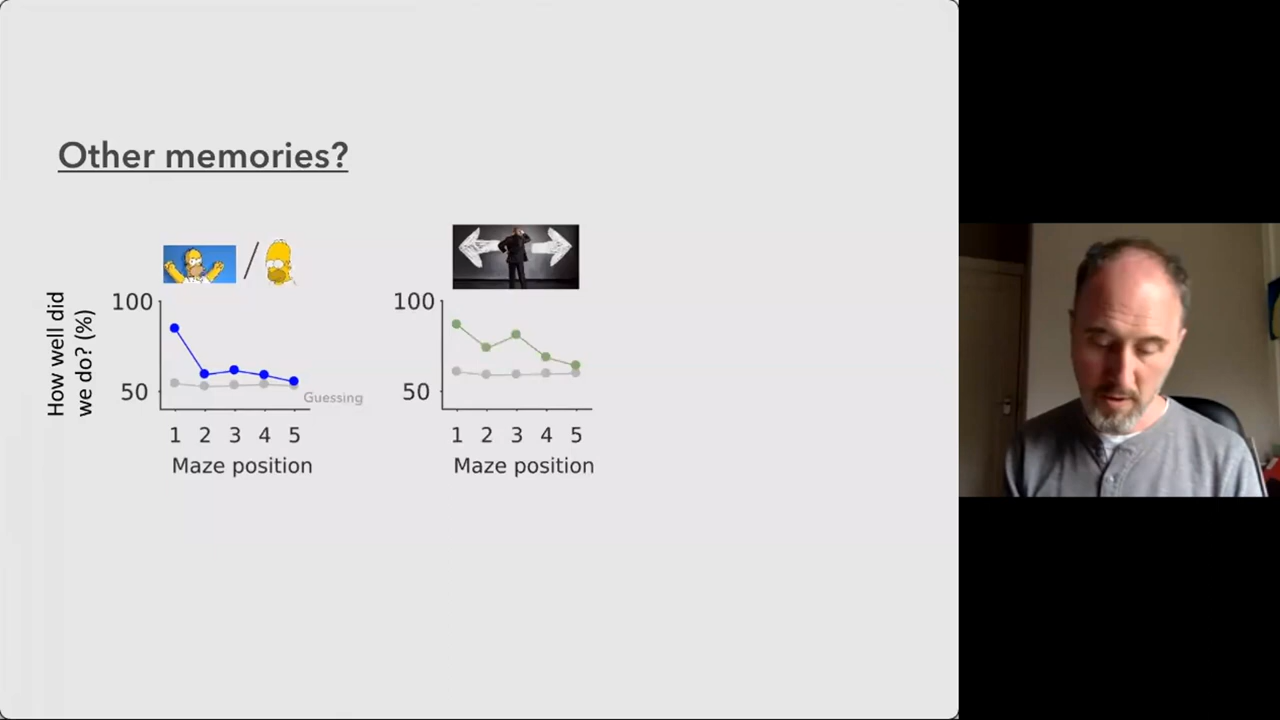 Other memories?
How well did
we do? (%)
100
50
Guessing
1 2 3 4 5
Maze position
100
50
1 2 3 4 5
Maze position